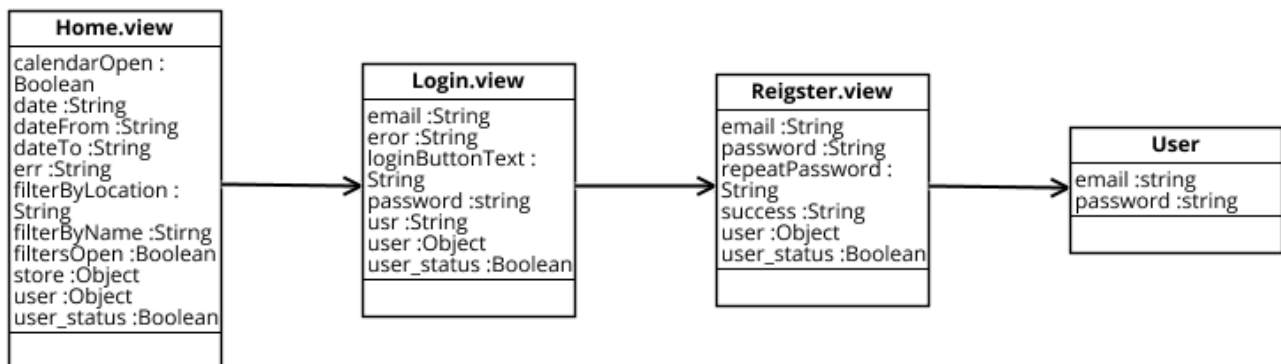 Home.view
calendarOpen :
Boolean
date :String
dateFrom :String
dateTo :String
err :String
filterByLocation :
String
filterByName :Stirng
filtersOpen :Boolean
store :Object
user :Object
user_status :Boolean
Login.view
email :String
eror :String
loginButtonText :
String
password :string
usr :String
user :Object
user_status :Boolean
Reigster.view
email :String
password :String
repeatPassword :
String
success :String
user :Object
user_status :Boolean
User
email :string
password :string